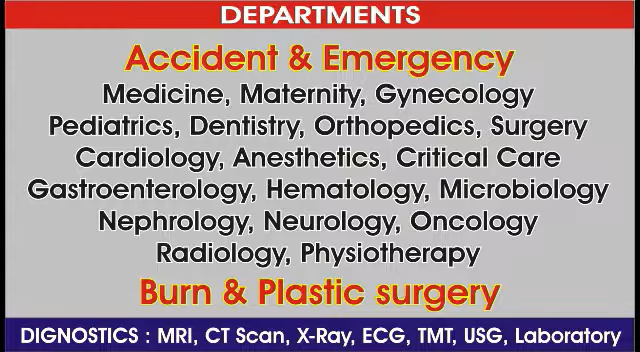 DEPARTMENTS
Accident & Emergency
Medicine, Maternity, Gynecology
Pediatrics, Dentistry, Orthopedics, Surgery
Cardiology, Anesthetics, Critical Care
Gastroenterology, Hematology, Microbiology
Nephrology, Neurology, Oncology
Radiology, Physiotherapy
Burn & Plastic surgery
DIGNOSTICS : MRI, CT Scan, X-Ray, ECG, TMT, USG, Laboratory